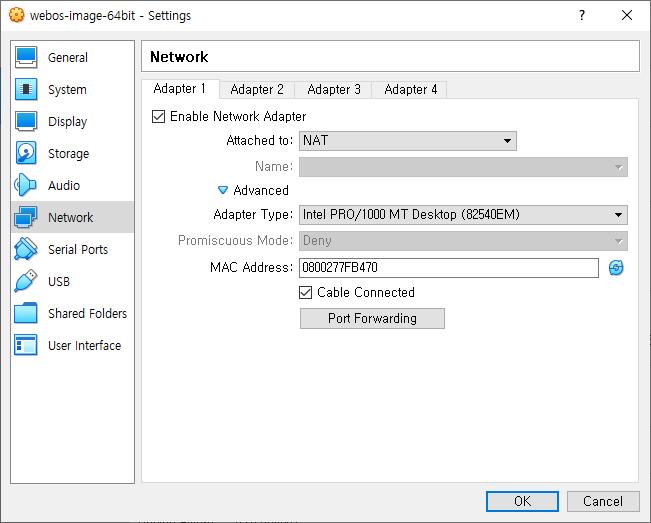 webos-image-64bit - Settings
?
General
System
Display
Storage
Audio
Network
Serial Ports
USB
Shared Folders
User Interface
Network
Adapter 1 Adapter 2 Adapter 3 Adapter 4
Enable Network Adapter
Attached to: NAT
Name:
Advanced
Adapter Type: Intel PRO/1000 MT Desktop (82540EM)
Promiscuous Mode: Deny
MAC Address: 0800277FB470
Cable Connected
Port Forwarding
OK Cancel